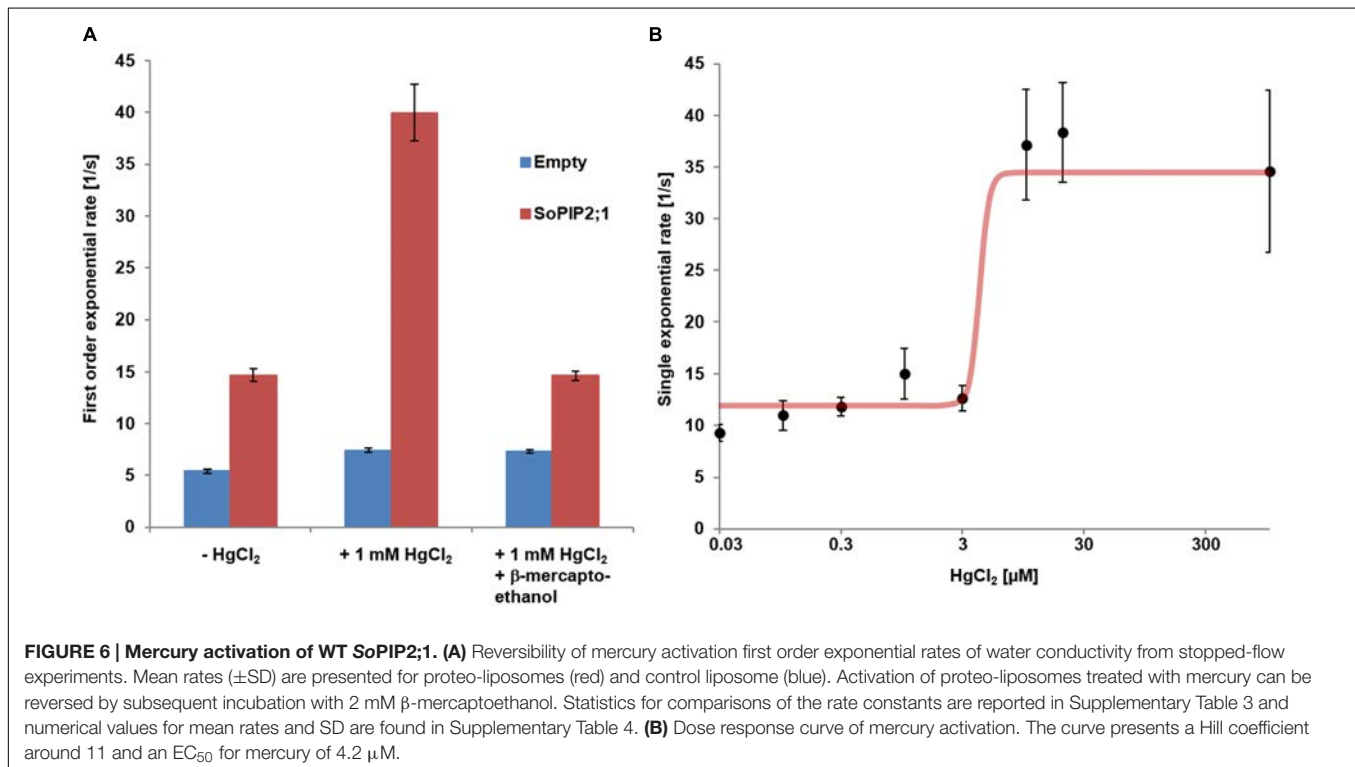 A
First order exponential rate [1/s]
45
40
35
30
25
20
15
10
5
0
Empty
SoPIP2;1
- HgCl₂
+ 1 mM HgCl₂
+ 1 mM HgCl₂
+ β-mercapto-
ethanol
B
Single exponential rate [1/s]
45
40
35
30
25
20
15
10
5
0
0.03
0.3
3
30
300
HgCl₂ [µM]
FIGURE 6 | Mercury activation of WT SoPIP2;1. (A) Reversibility of mercury activation first order exponential rates of water conductivity from stopped-flow
experiments. Mean rates (±SD) are presented for proteo-liposomes (red) and control liposome (blue). Activation of proteo-liposomes treated with mercury can be
reversed by subsequent incubation with 2 mM β-mercaptoethanol. Statistics for comparisons of the rate constants are reported in Supplementary Table 3 and
numerical values for mean rates and SD are found in Supplementary Table 4. (B) Dose response curve of mercury activation. The curve presents a Hill coefficient
around 11 and an EC₅₀ for mercury of 4.2 µM.